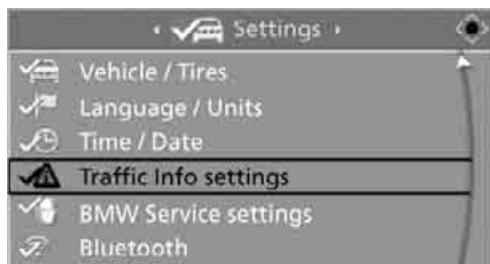 Settings
Vehicle / Tires
Language / Units
Time / Date
Traffic Info settings
BMW Service settings
Bluetooth